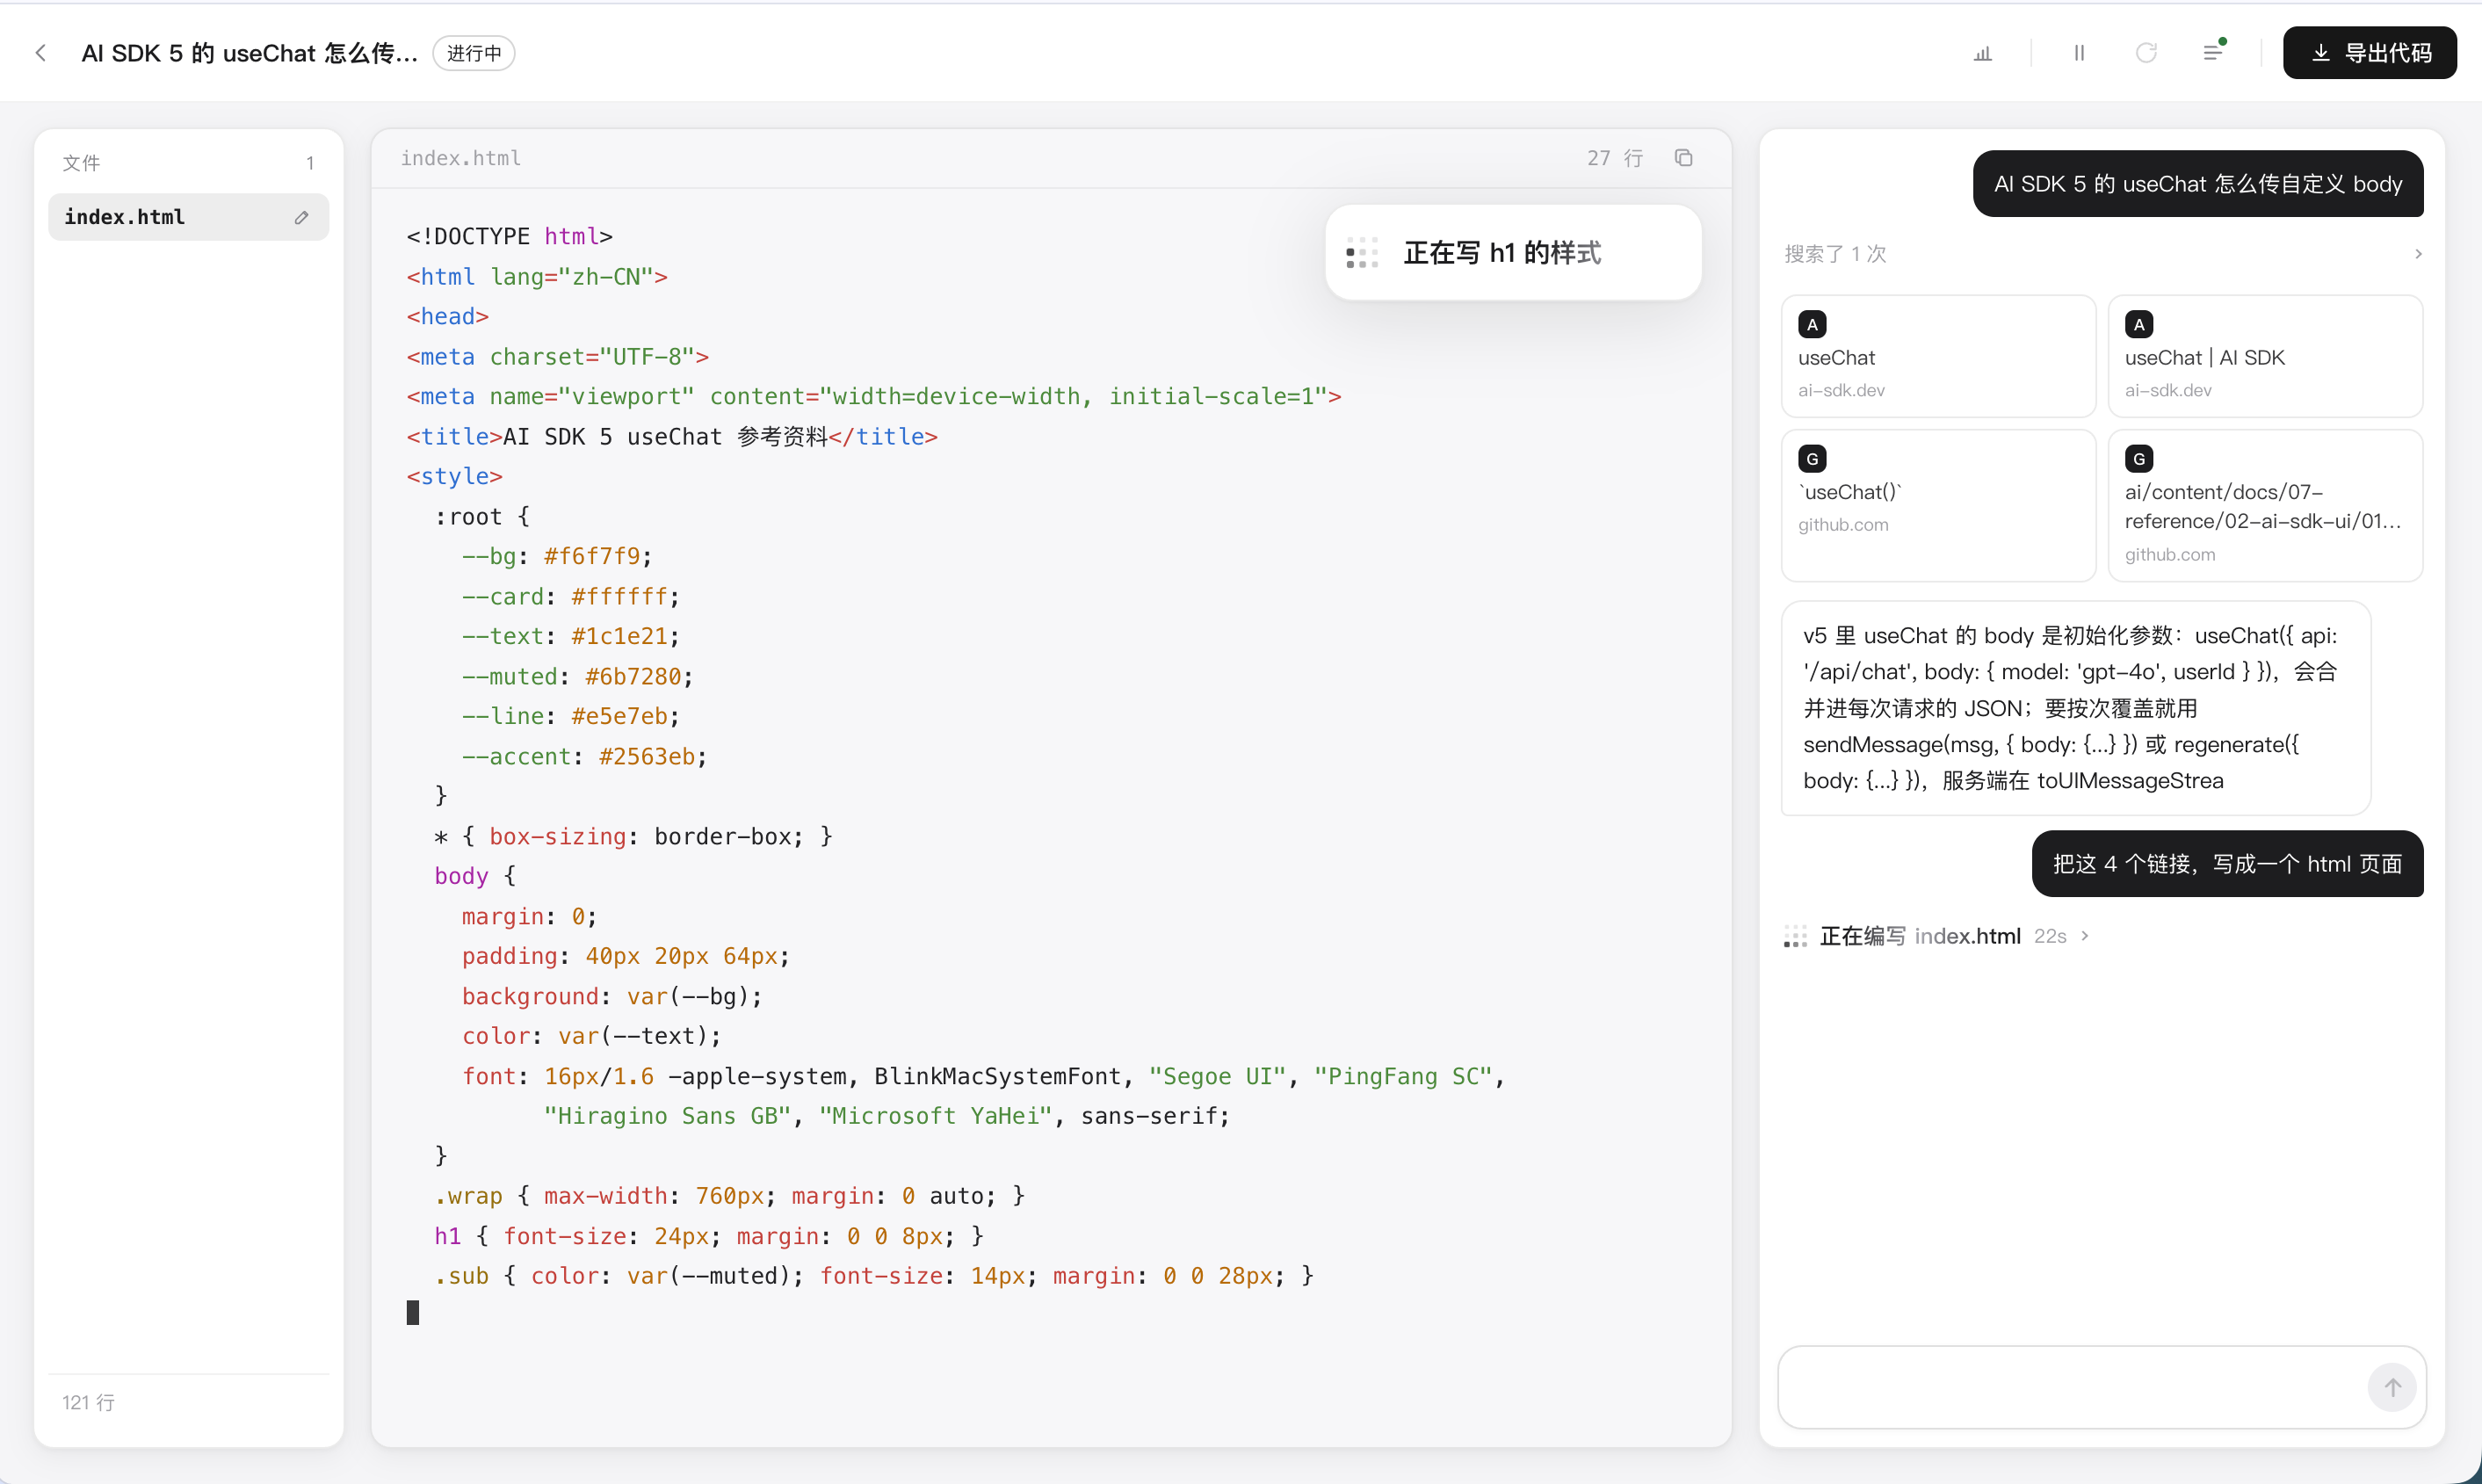 AI SDK 5 的 useChat 怎么传... 进行中 导出代码
文件 1
index.html
121 行
index.html 27 行
正在写 h1 的样式
<!DOCTYPE html>
<html lang="zh-CN">
<head>
<meta charset="UTF-8">
<meta name="viewport" content="width=device-width, initial-scale=1">
<title>AI SDK 5 useChat 参考资料</title>
<style>
  :root {
    --bg: #f6f7f9;
    --card: #ffffff;
    --text: #1c1e21;
    --muted: #6b7280;
    --line: #e5e7eb;
    --accent: #2563eb;
  }
  * { box-sizing: border-box; }
  body {
    margin: 0;
    padding: 40px 20px 64px;
    background: var(--bg);
    color: var(--text);
    font: 16px/1.6 -apple-system, BlinkMacSystemFont, "Segoe UI", "PingFang SC",
          "Hiragino Sans GB", "Microsoft YaHei", sans-serif;
  }
  .wrap { max-width: 760px; margin: 0 auto; }
  h1 { font-size: 24px; margin: 0 0 8px; }
  .sub { color: var(--muted); font-size: 14px; margin: 0 0 28px; }
AI SDK 5 的 useChat 怎么传自定义 body
搜索了 1 次
A
useChat
ai-sdk.dev
A
useChat | AI SDK
ai-sdk.dev
G
`useChat()`
github.com
G
ai/content/docs/07-
reference/02-ai-sdk-ui/01...
github.com
v5 里 useChat 的 body 是初始化参数：useChat({ api:
'/api/chat', body: { model: 'gpt-4o', userId } })，会合
并进每次请求的 JSON；要按次覆盖就用
sendMessage(msg, { body: {...} }) 或 regenerate({
body: {...} })，服务端在 toUIMessageStrea
把这 4 个链接，写成一个 html 页面
正在编写 index.html 22s